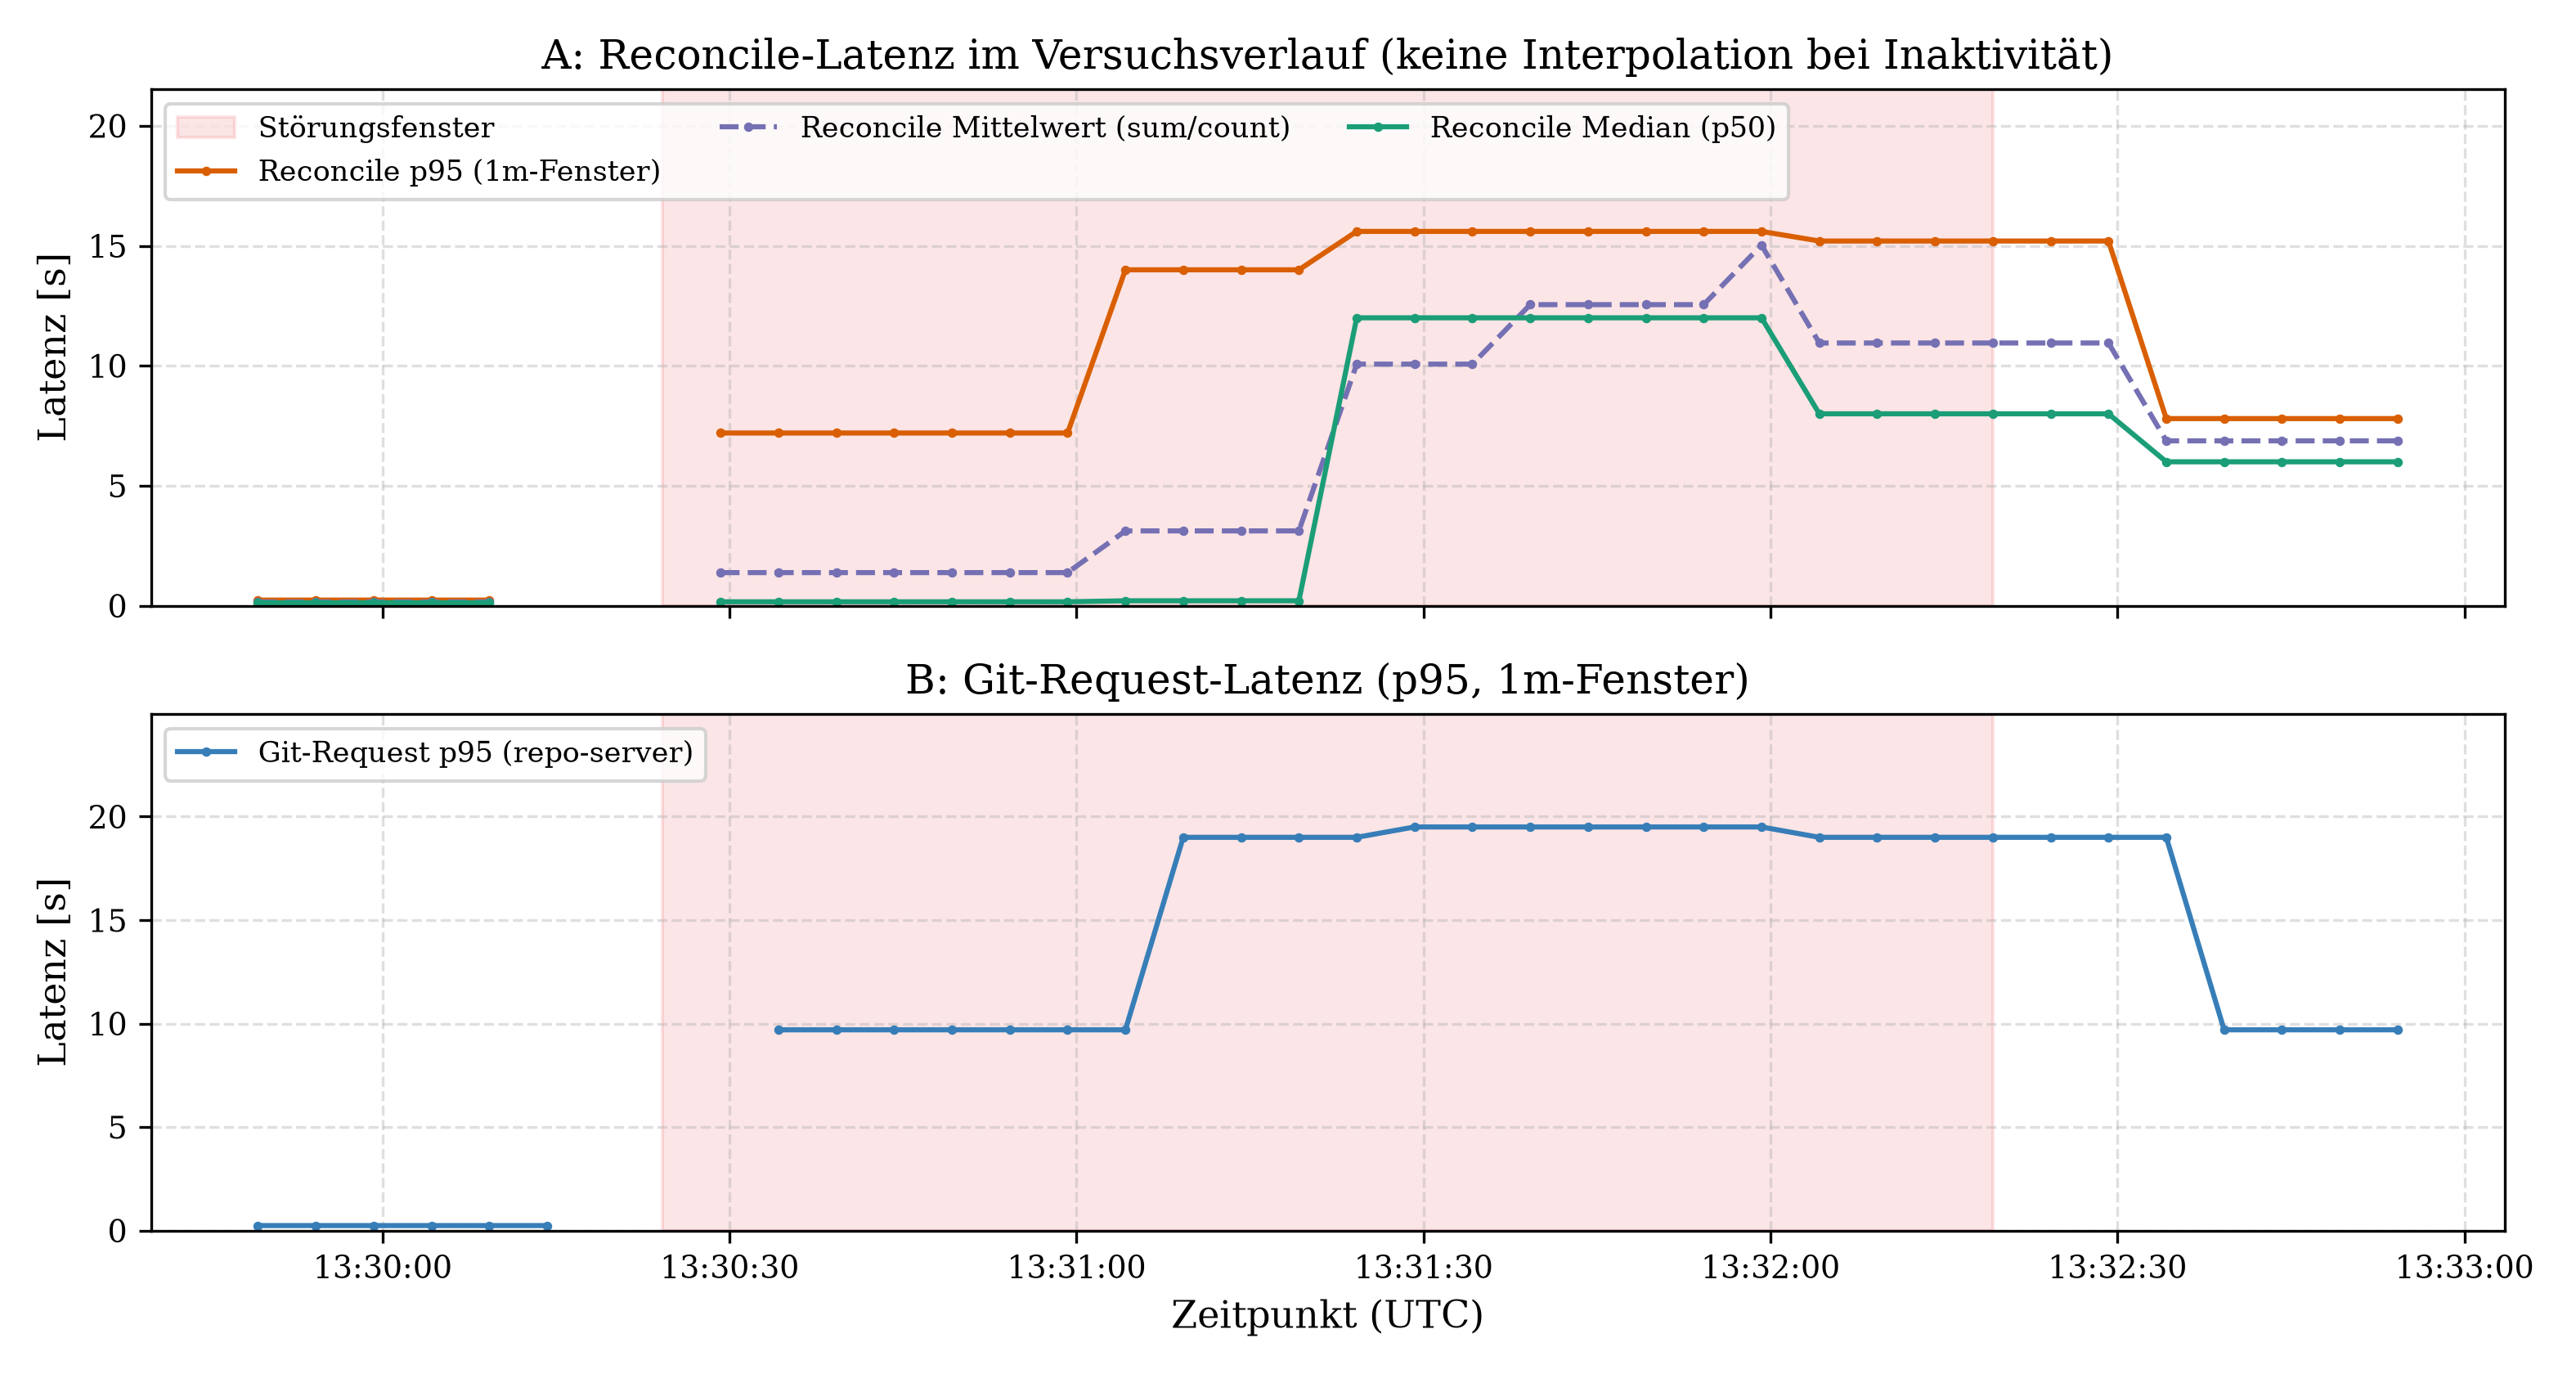 A: Reconcile-Latenz im Versuchsverlauf (keine Interpolation bei Inaktivität)
Störungsfenster
Reconcile p95 (1m-Fenster)
Reconcile Mittelwert (sum/count)
Reconcile Median (p50)
Latenz [s]
20
15
10
5
0
B: Git-Request-Latenz (p95, 1m-Fenster)
Git-Request p95 (repo-server)
Latenz [s]
20
15
10
5
0
13:30:00 13:30:30 13:31:00 13:31:30 13:32:00 13:32:30 13:33:00
Zeitpunkt (UTC)